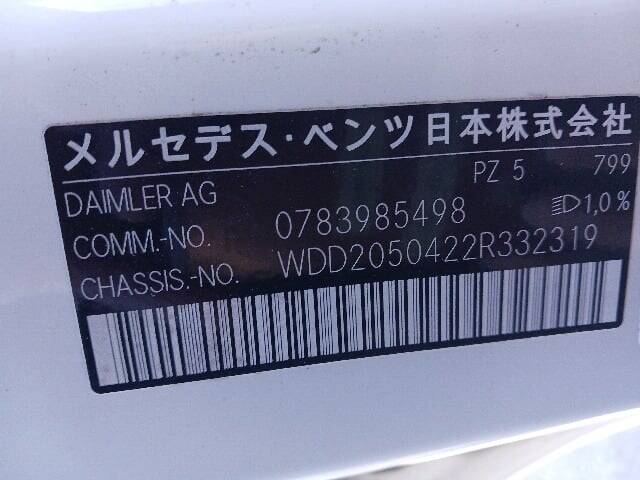 メルセデス・ベンツ日本株式会社
DAIMLER AG PZ 5 799
COMM.-NO. 0783985498 1,0%
CHASSIS.-NO. WDD2050422R332319